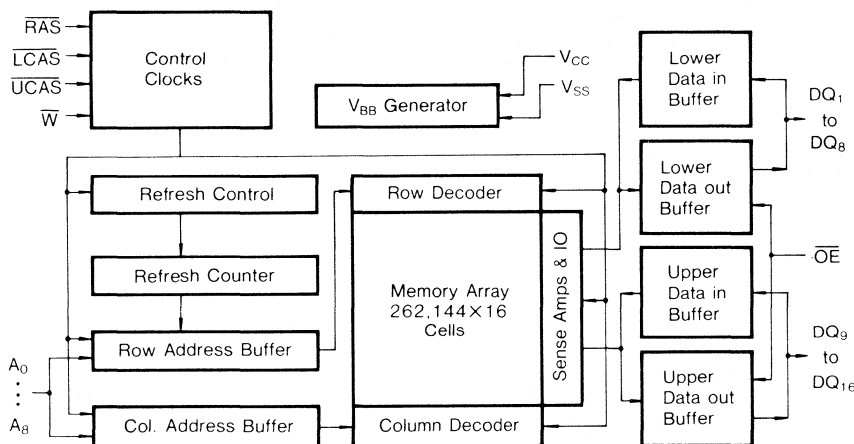 RAS
LCAS
UCAS
W
Control
Clocks
VBB Generator
VCC
VSS
Lower
Data in
Buffer
DQ1
to
DQ8
Lower
Data out
Buffer
Refresh Control
Row Decoder
Refresh Counter
Memory Array
262,144×16
Cells
Sense Amps & IO
OE
Upper
Data in
Buffer
Row Address Buffer
A0
⋮
A8
DQ9
to
DQ16
Upper
Data out
Buffer
Col. Address Buffer
Column Decoder